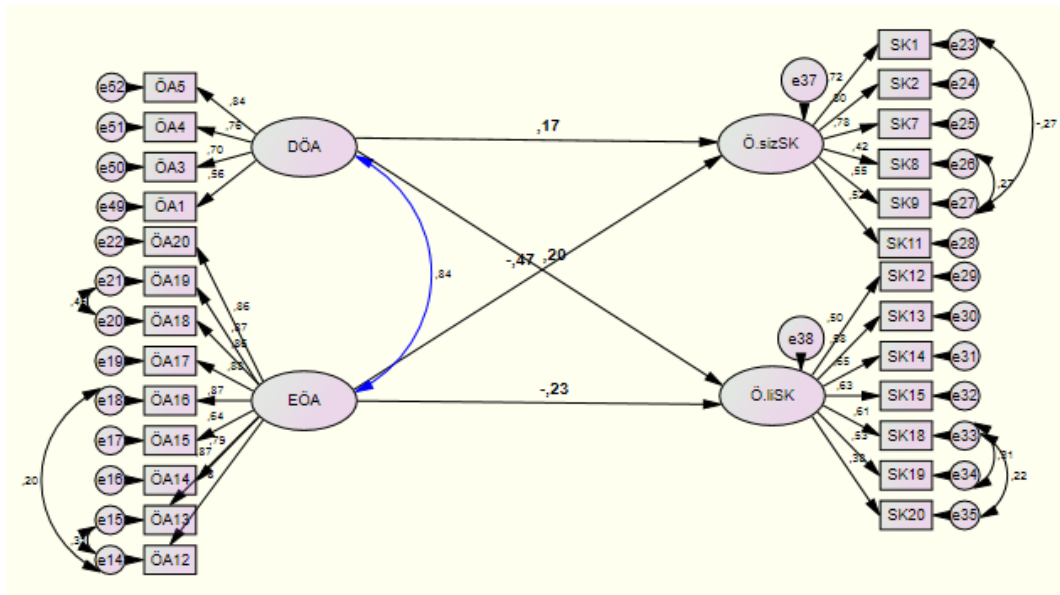 e52 ÖA5
e51 ÖA4
e50 ÖA3
e49 ÖA1
e22 ÖA20
e21 ÖA19
e20 ÖA18
e19 ÖA17
e18 ÖA16
e17 ÖA15
e16 ÖA14
e15 ÖA13
e14 ÖA12
,20
,84
,76
,70
,56
DÖA
,86
,87
,87
,64
,79
,87
EÖA
,84
,17
-,47 ,20
-,23
e37
Ö.sizSK
,72
,80
,78
,42
,55
e38
Ö.liSK
,50
,63
,61
,53
,38
SK1 e23
SK2 e24
SK7 e25
SK8 e26
SK9 e27
SK11 e28
SK12 e29
SK13 e30
SK14 e31
SK15 e32
SK18 e33
SK19 e34
SK20 e35
-,27
,27
,22